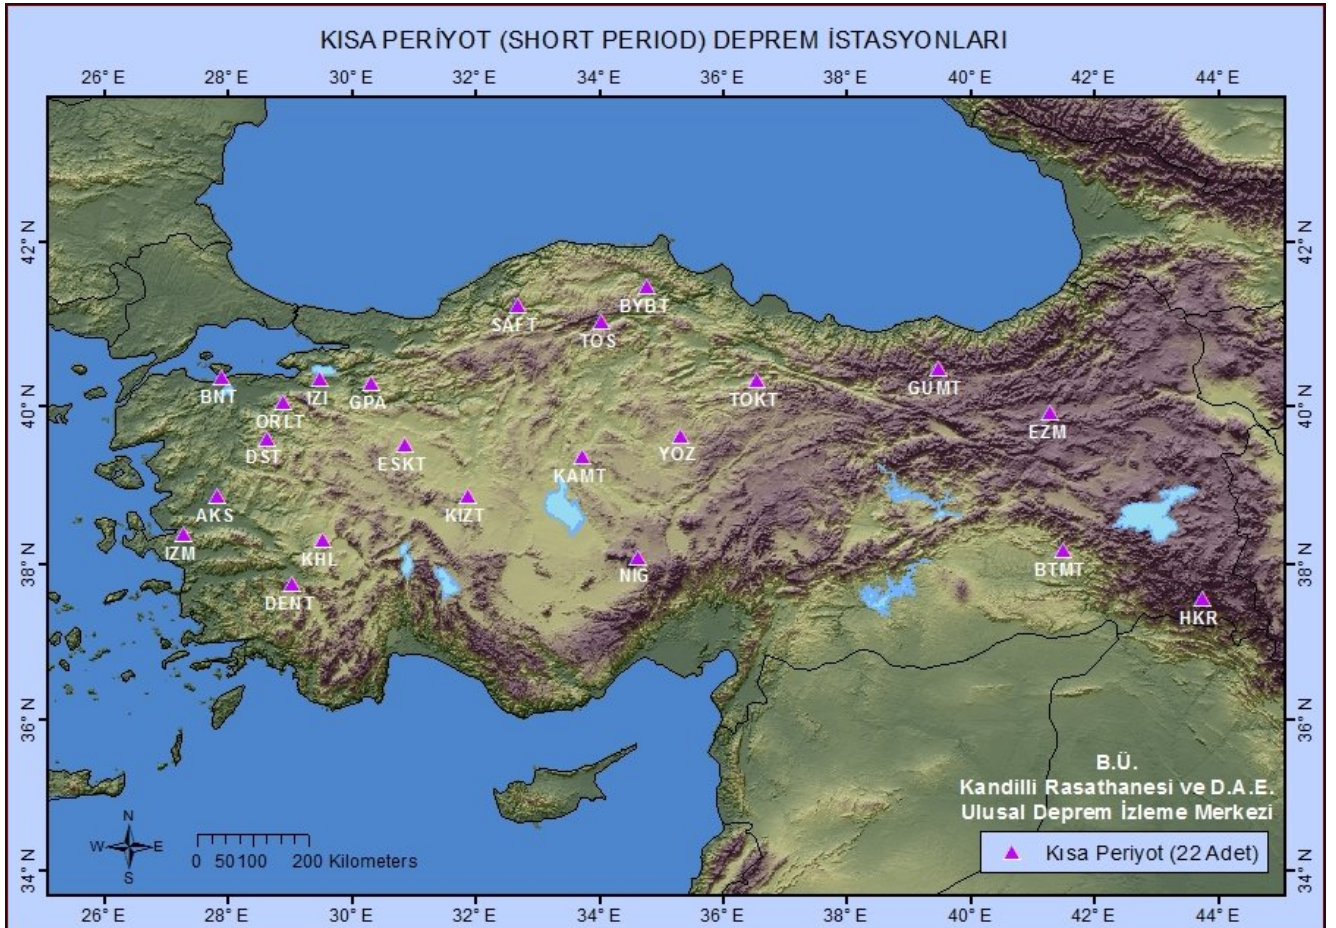 KISA PERİYOT (SHORT PERIOD) DEPREM İSTASYONLARI
26° E 28° E 30° E 32° E 34° E 36° E 38° E 40° E 42° E 44° E
42° N 42° N
BYBT
SAFT
TOS
BNT
IZI
GPA
TOKT
GUMT
40° N 40° N
ORLT
EZM
DST
ESKT
YOZ
KAMT
AKS
KIZT
IZM
KHL
NIG
BTMT
38° N 38° N
DENT
HKR
36° N 36° N
B.Ü.
Kandilli Rasathanesi ve D.A.E.
Ulusal Deprem İzleme Merkezi
N
W E
S
0 50 100 200 Kilometers
Kısa Periyot (22 Adet)
34° N 34° N
26° E 28° E 30° E 32° E 34° E 36° E 38° E 40° E 42° E 44° E